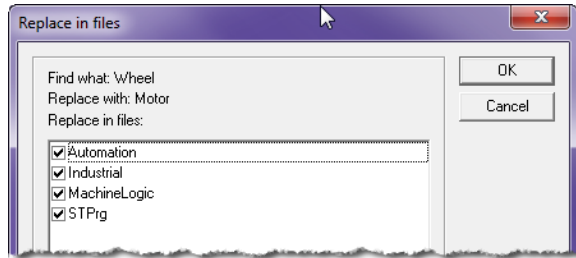 Replace in files
Find what: Wheel
Replace with: Motor
Replace in files:
Automation
Industrial
MachineLogic
STPrg
OK
Cancel